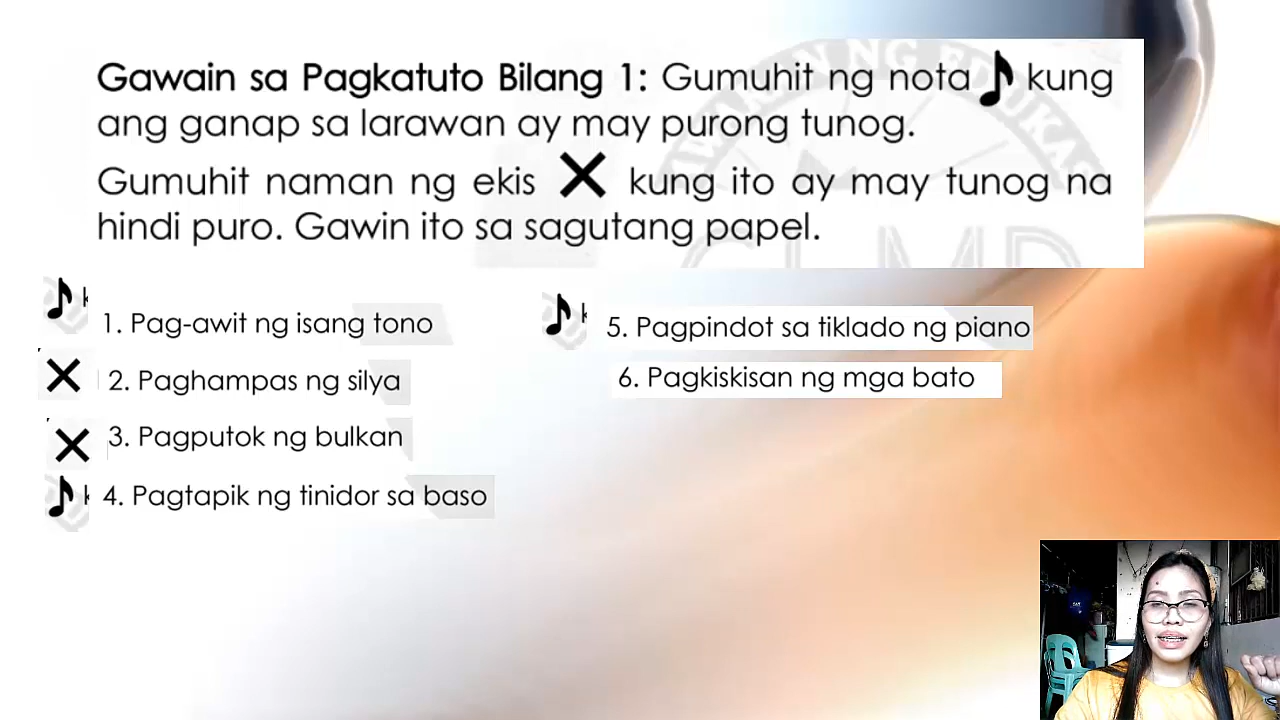 Gawain sa Pagkatuto Bilang 1: Gumuhit ng nota kung
ang ganap sa larawan ay may purong tunog.
Gumuhit naman ng ekis kung ito ay may tunog na
hindi puro. Gawin ito sa sagutang papel.
1. Pag-awit ng isang tono
2. Paghampas ng silya
3. Pagputok ng bulkan
4. Pagtapik ng tinidor sa baso
5. Pagpindot sa tiklado ng piano
6. Pagkiskisan ng mga bato